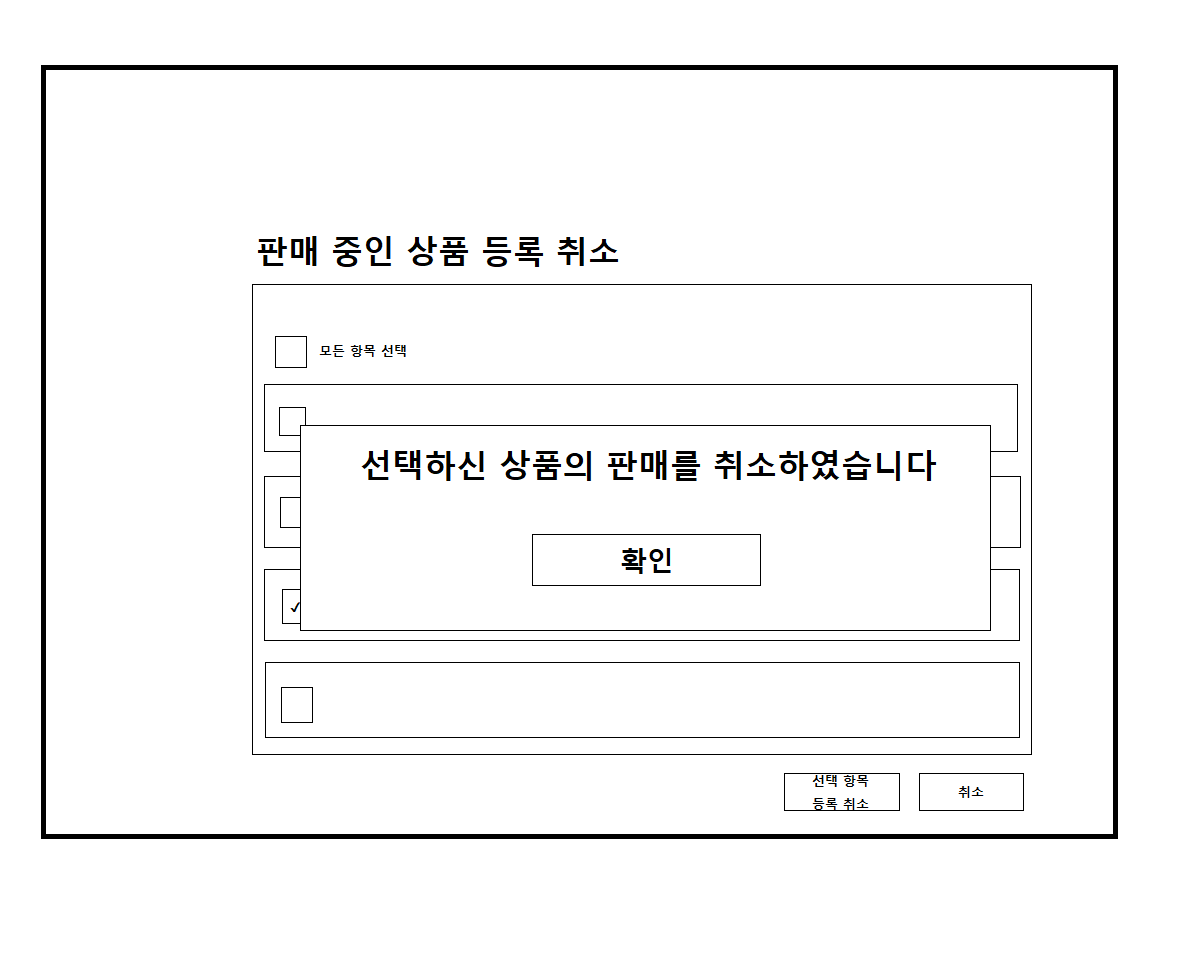 판매 중인 상품 등록 취소
모든 항목 선택
선택하신 상품의 판매를 취소하였습니다
확인
✓
선택 항목
등록 취소
취소